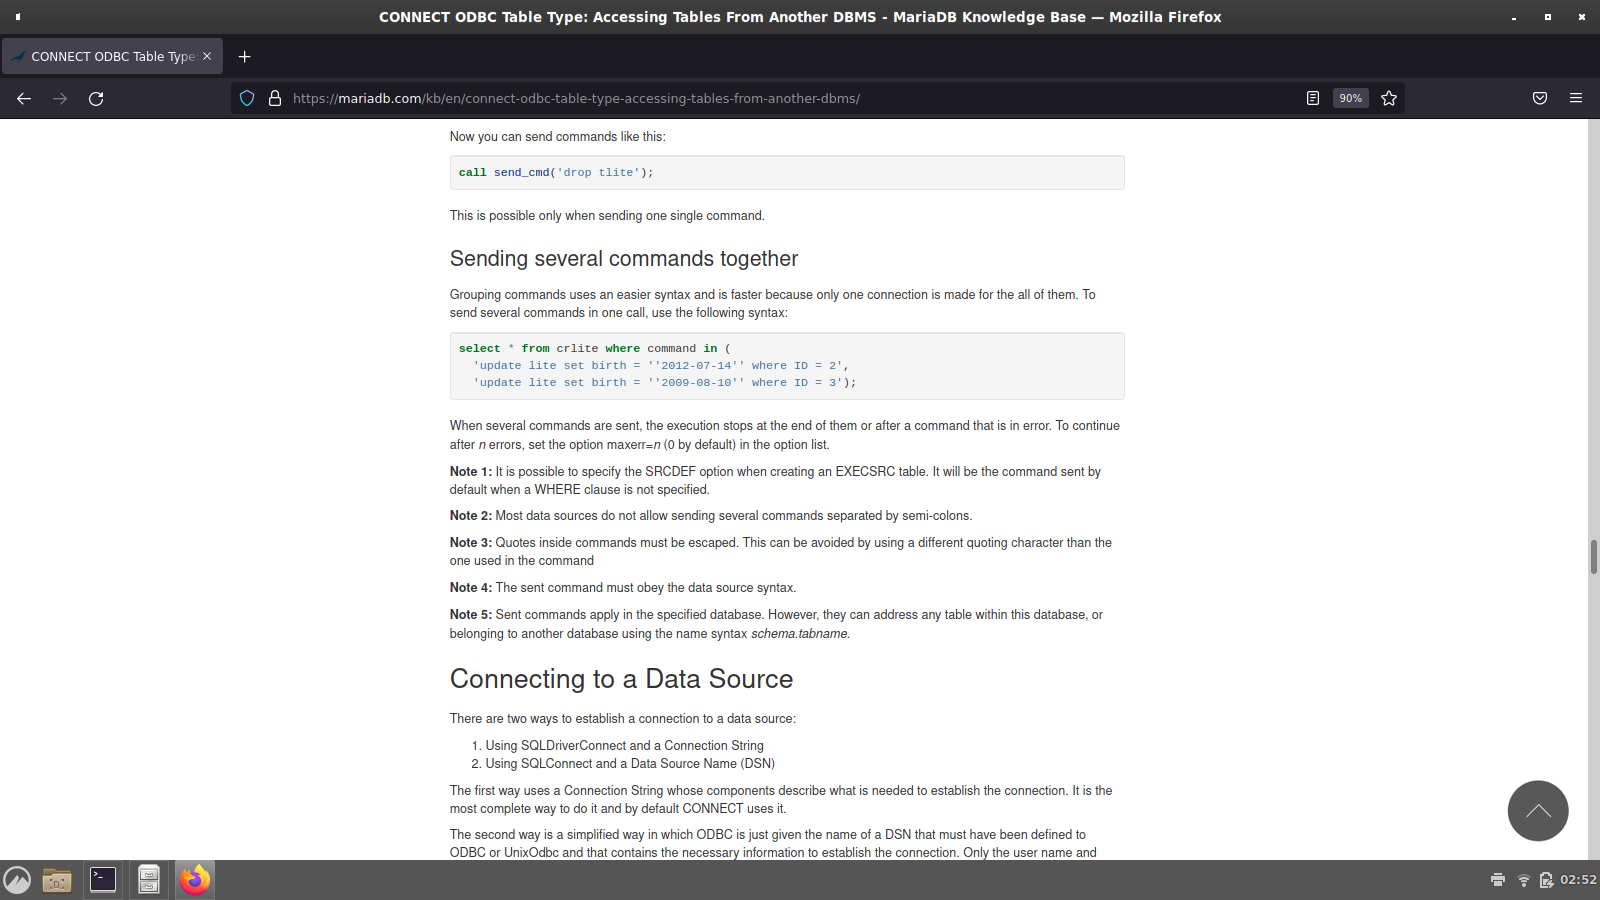 CONNECT ODBC Table Type: Accessing Tables From Another DBMS - MariaDB Knowledge Base — Mozilla Firefox
CONNECT ODBC Table Type:
https://mariadb.com/kb/en/connect-odbc-table-type-accessing-tables-from-another-dbms/
90%
Now you can send commands like this:
call send_cmd('drop tlite');
This is possible only when sending one single command.
Sending several commands together
Grouping commands uses an easier syntax and is faster because only one connection is made for the all of them. To
send several commands in one call, use the following syntax:
select * from crlite where command in (
'update lite set birth = ''2012-07-14'' where ID = 2',
'update lite set birth = ''2009-08-10'' where ID = 3');
When several commands are sent, the execution stops at the end of them or after a command that is in error. To continue
after n errors, set the option maxerr=n (0 by default) in the option list.
Note 1: It is possible to specify the SRCDEF option when creating an EXECSRC table. It will be the command sent by
default when a WHERE clause is not specified.
Note 2: Most data sources do not allow sending several commands separated by semi-colons.
Note 3: Quotes inside commands must be escaped. This can be avoided by using a different quoting character than the
one used in the command
Note 4: The sent command must obey the data source syntax.
Note 5: Sent commands apply in the specified database. However, they can address any table within this database, or
belonging to another database using the name syntax schema.tabname.
Connecting to a Data Source
There are two ways to establish a connection to a data source:
1. Using SQLDriverConnect and a Connection String
2. Using SQLConnect and a Data Source Name (DSN)
The first way uses a Connection String whose components describe what is needed to establish the connection. It is the
most complete way to do it and by default CONNECT uses it.
The second way is a simplified way in which ODBC is just given the name of a DSN that must have been defined to
ODBC or UnixOdbc and that contains the necessary information to establish the connection. Only the user name and
02:52